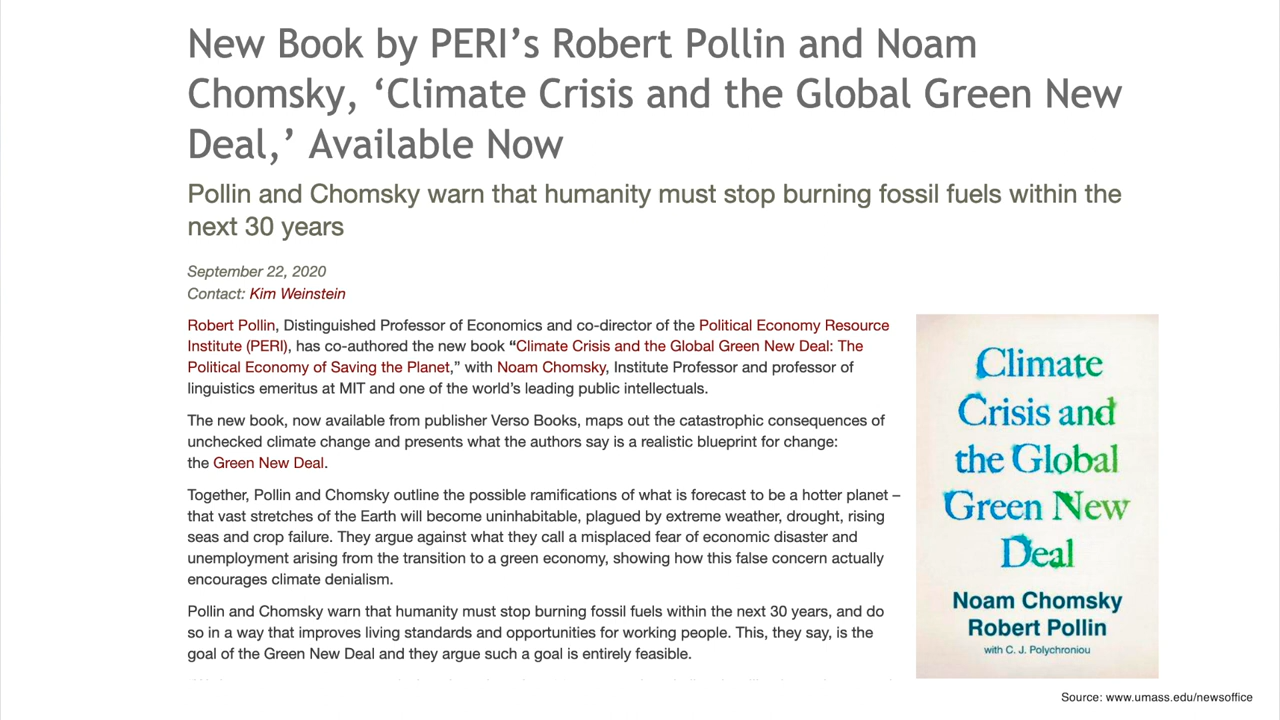 New Book by PERI’s Robert Pollin and Noam
Chomsky, ‘Climate Crisis and the Global Green New
Deal,’ Available Now
Pollin and Chomsky warn that humanity must stop burning fossil fuels within the
next 30 years
September 22, 2020
Contact: Kim Weinstein
Robert Pollin, Distinguished Professor of Economics and co-director of the Political Economy Resource
Institute (PERI), has co-authored the new book “Climate Crisis and the Global Green New Deal: The
Political Economy of Saving the Planet,” with Noam Chomsky, Institute Professor and professor of
linguistics emeritus at MIT and one of the world’s leading public intellectuals.
The new book, now available from publisher Verso Books, maps out the catastrophic consequences of
unchecked climate change and presents what the authors say is a realistic blueprint for change:
the Green New Deal.
Together, Pollin and Chomsky outline the possible ramifications of what is forecast to be a hotter planet –
that vast stretches of the Earth will become uninhabitable, plagued by extreme weather, drought, rising
seas and crop failure. They argue against what they call a misplaced fear of economic disaster and
unemployment arising from the transition to a green economy, showing how this false concern actually
encourages climate denialism.
Pollin and Chomsky warn that humanity must stop burning fossil fuels within the next 30 years, and do
so in a way that improves living standards and opportunities for working people. This, they say, is the
goal of the Green New Deal and they argue such a goal is entirely feasible.
Climate
Crisis and
the Global
Green New
Deal
Noam Chomsky
Robert Pollin
with C. J. Polychroniou
Source: www.umass.edu/newsoffice